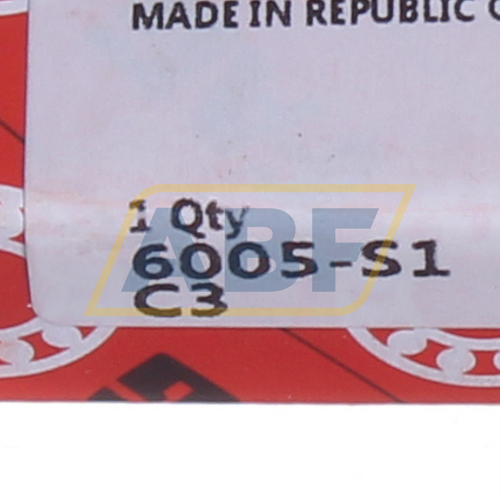 MADE IN REPUBLIC
1 Qty
ABF
6005-S1
C3